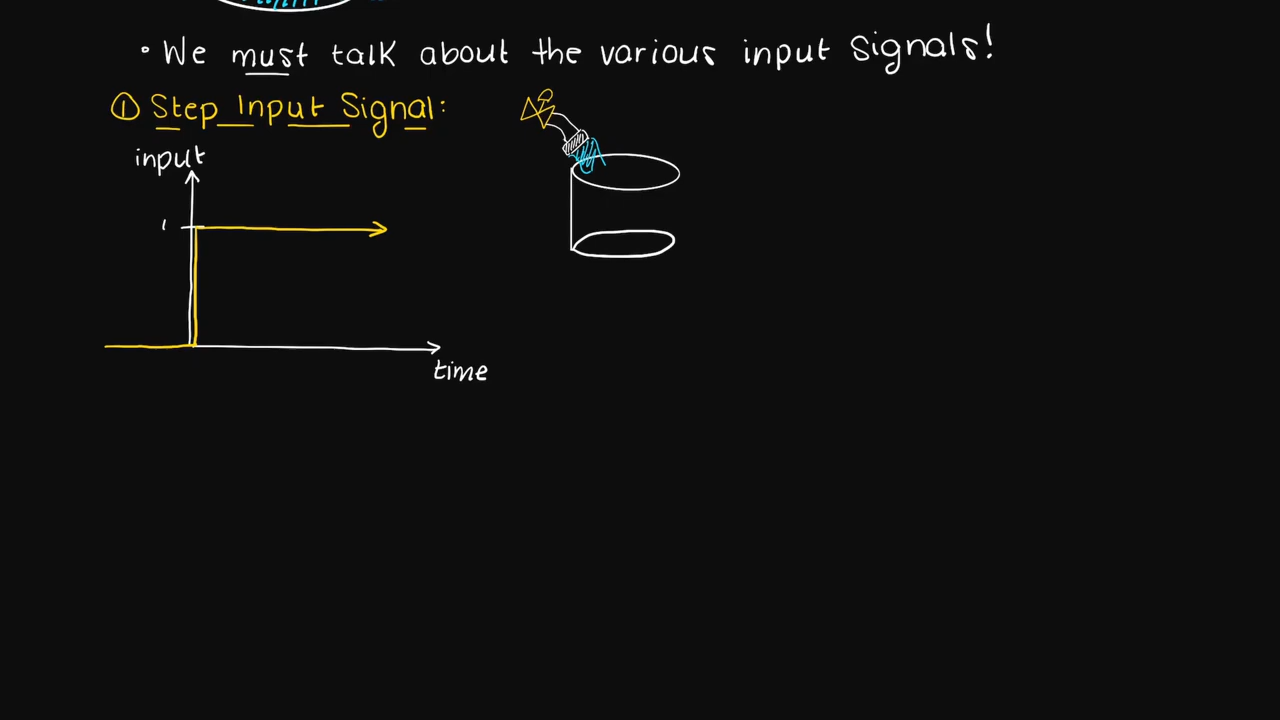 • We must talk about the various input signals!
① Step Input Signal:
input
1
time